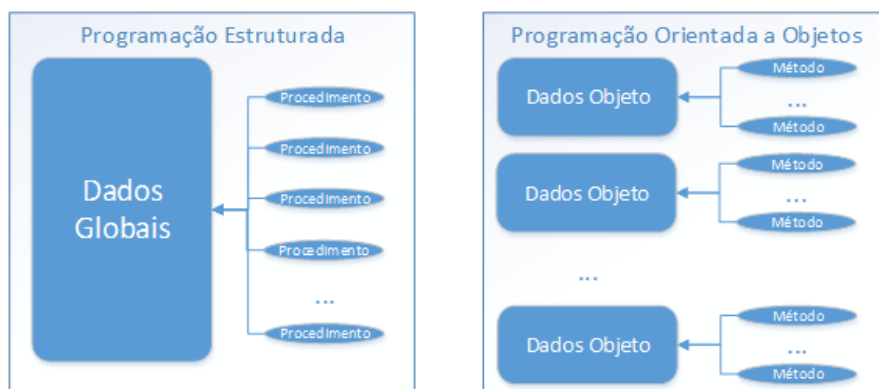 Programação Estruturada
Dados
Globais
Procedimento
Procedimento
Procedimento
Procedimento
...
Procedimento
Programação Orientada a Objetos
Dados Objeto
Método
...
Método
Dados Objeto
Método
...
Método
...
Dados Objeto
Método
...
Método